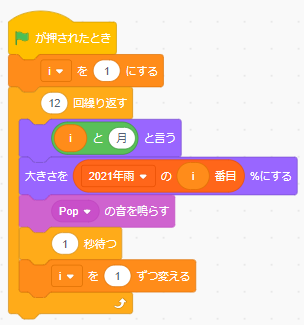 が押されたとき
i を 1 にする
12 回繰り返す
i と 月 と言う
大きさを 2021年雨 の i 番目 %にする
Pop の音を鳴らす
1 秒待つ
i を 1 ずつ変える